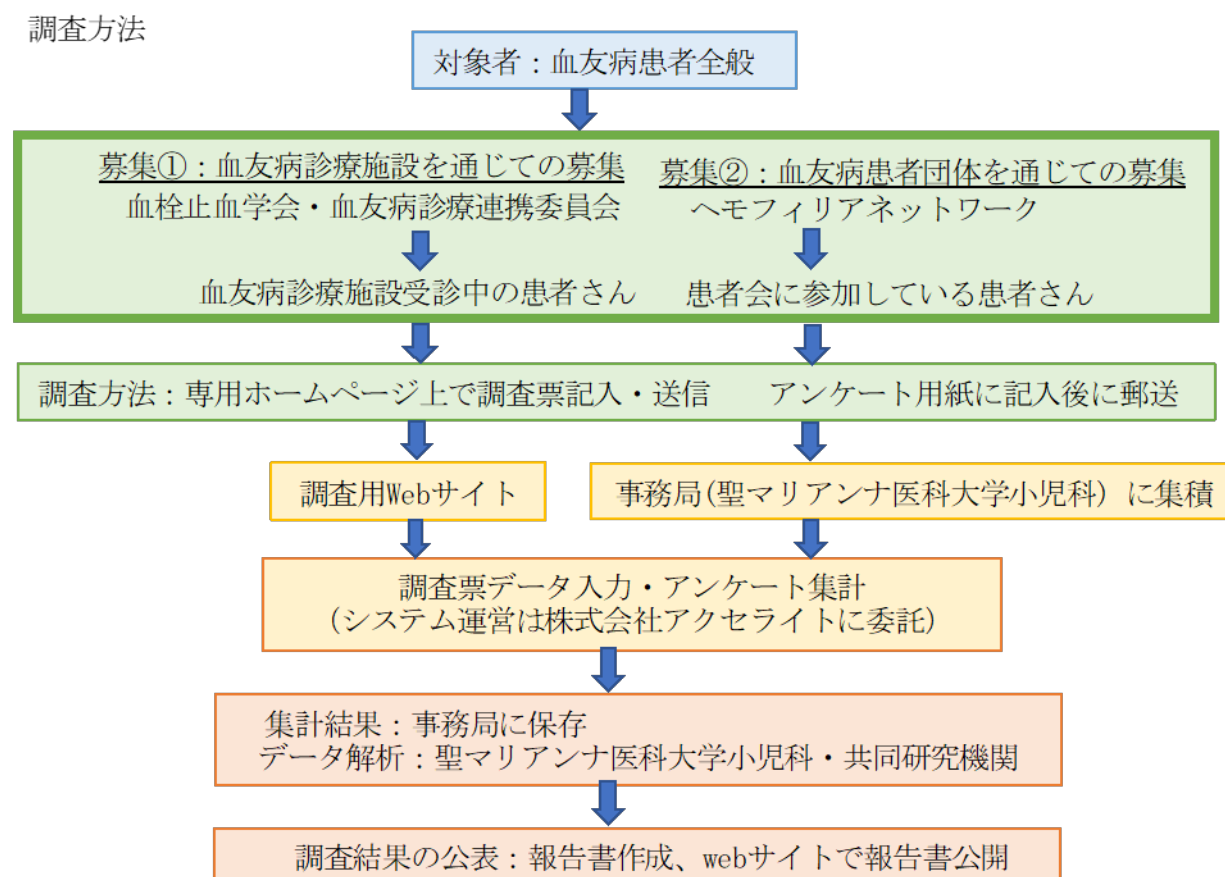 調査方法
対象者：血友病患者全般
募集①：血友病診療施設を通じての募集
血栓止血学会・血友病診療連携委員会
血友病診療施設受診中の患者さん
募集②：血友病患者団体を通じての募集
ヘモフィリアネットワーク
患者会に参加している患者さん
調査方法：専用ホームページ上で調査票記入・送信　　アンケート用紙に記入後に郵送
調査用Webサイト
事務局(聖マリアンナ医科大学小児科）に集積
調査票データ入力・アンケート集計
（システム運営は株式会社アクセライトに委託）
集計結果：事務局に保存
データ解析：聖マリアンナ医科大学小児科・共同研究機関
調査結果の公表：報告書作成、webサイトで報告書公開